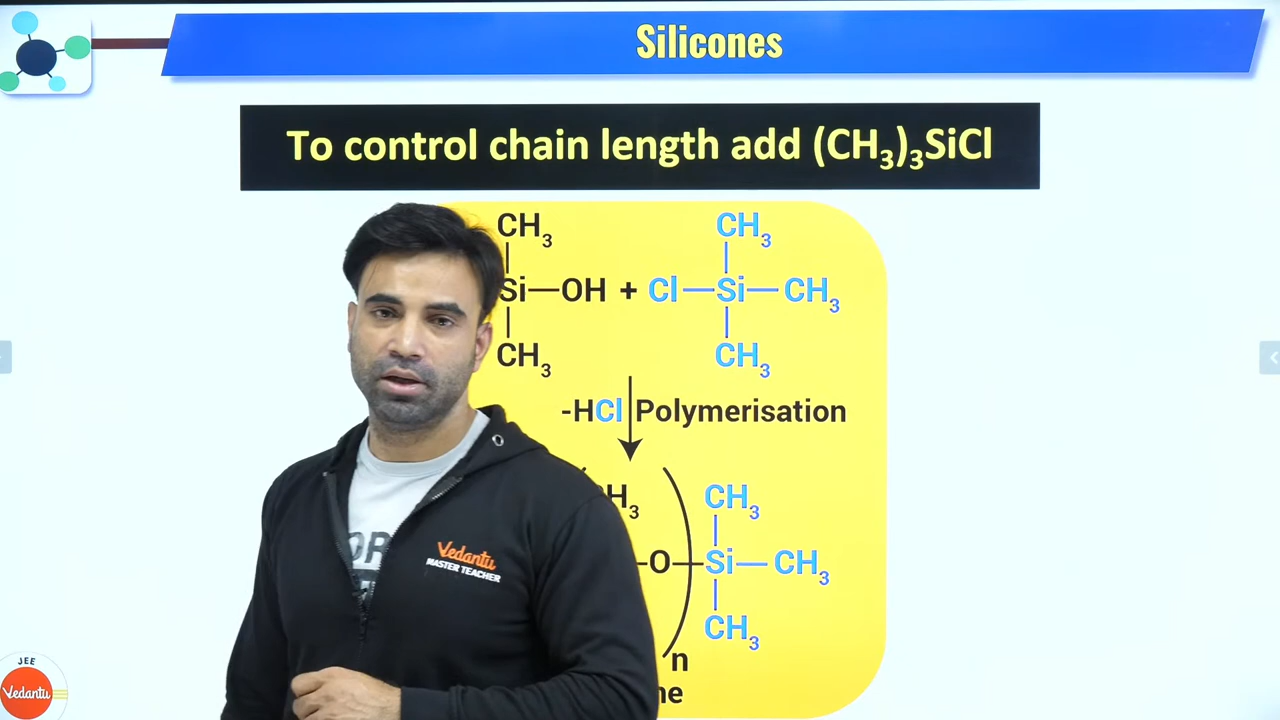 Silicones
To control chain length add (CH₃)₃SiCl
CH₃ CH₃
Si—OH + Cl—Si—CH₃
CH₃ CH₃
-HCl Polymerisation
H₃ CH₃
-O—Si—CH₃
CH₃
n
Vedantu
MASTER TEACHER
JEE
Vedantu